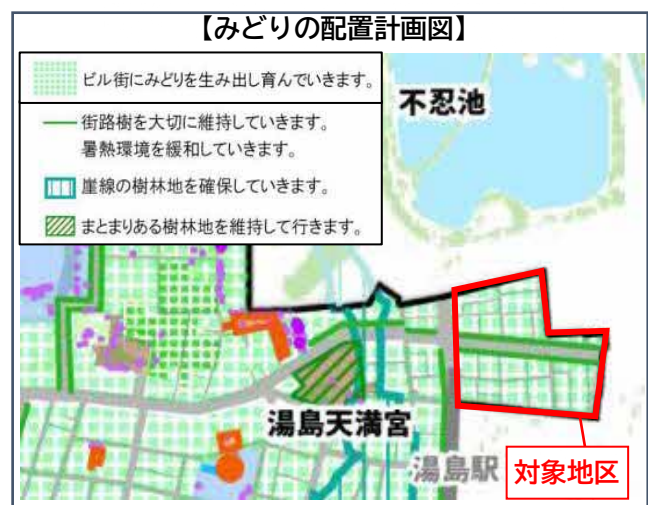 【みどりの配置計画図】
ビル街にみどりを生み出し育んでいきます。
街路樹を大切に維持していきます。
暑熱環境を緩和していきます。
崖線の樹林地を確保していきます。
まとまりある樹林地を維持して行きます。
不忍池
湯島天満宮
湯島駅
対象地区